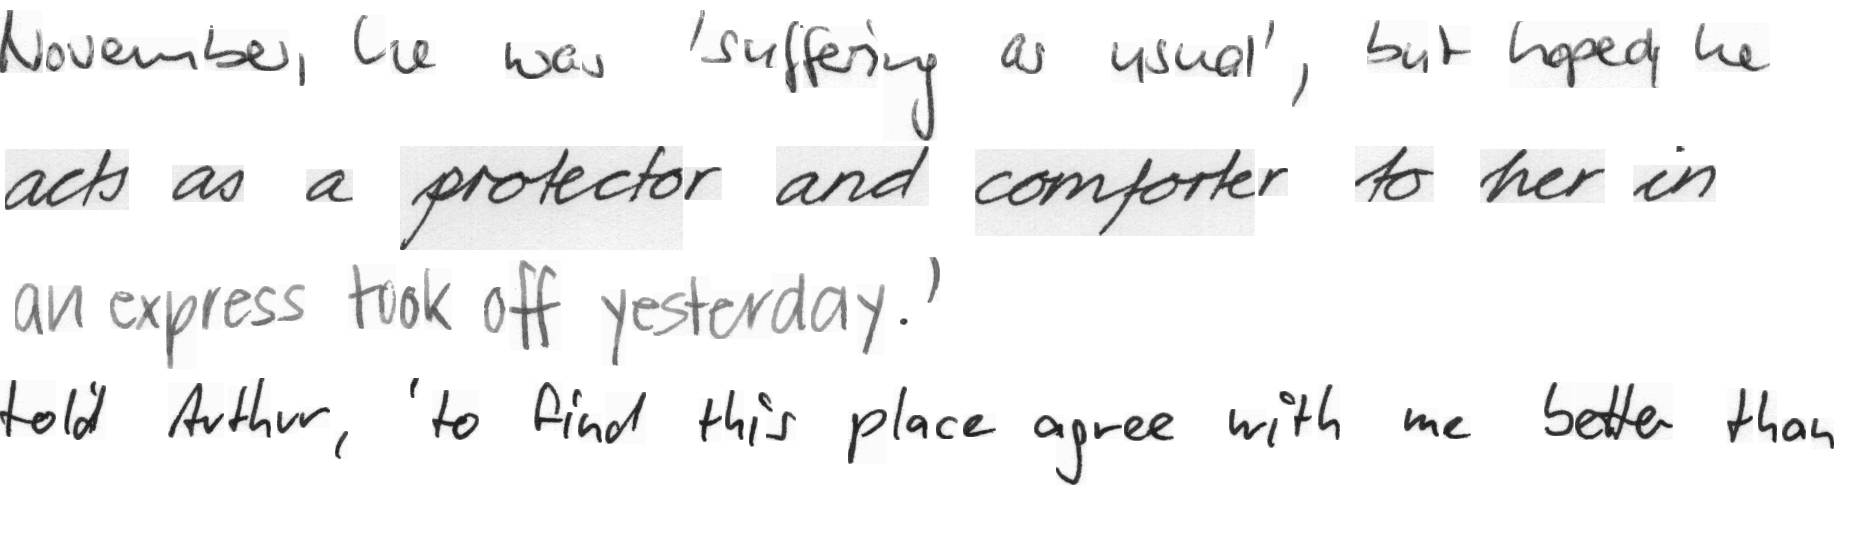 November, he was 'suffering as usual', but hoped he
acts as a protector and comforter to her in
an express took off yesterday.'
told Arthur, 'to find this place agree with me better than